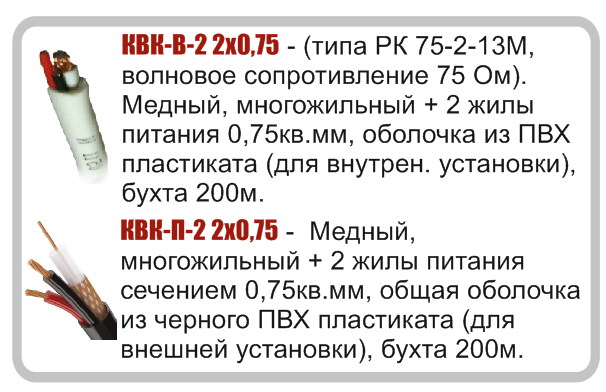 КВК-В-2 2х0,75 - (типа РК 75-2-13М,
волновое сопротивление 75 Ом).
Медный, многожильный + 2 жилы
питания 0,75кв.мм, оболочка из ПВХ
пластиката (для внутрен. установки),
бухта 200м.
КВК-П-2 2х0,75 - Медный,
многожильный + 2 жилы питания
сечением 0,75кв.мм, общая оболочка
из черного ПВХ пластиката (для
внешней установки), бухта 200м.